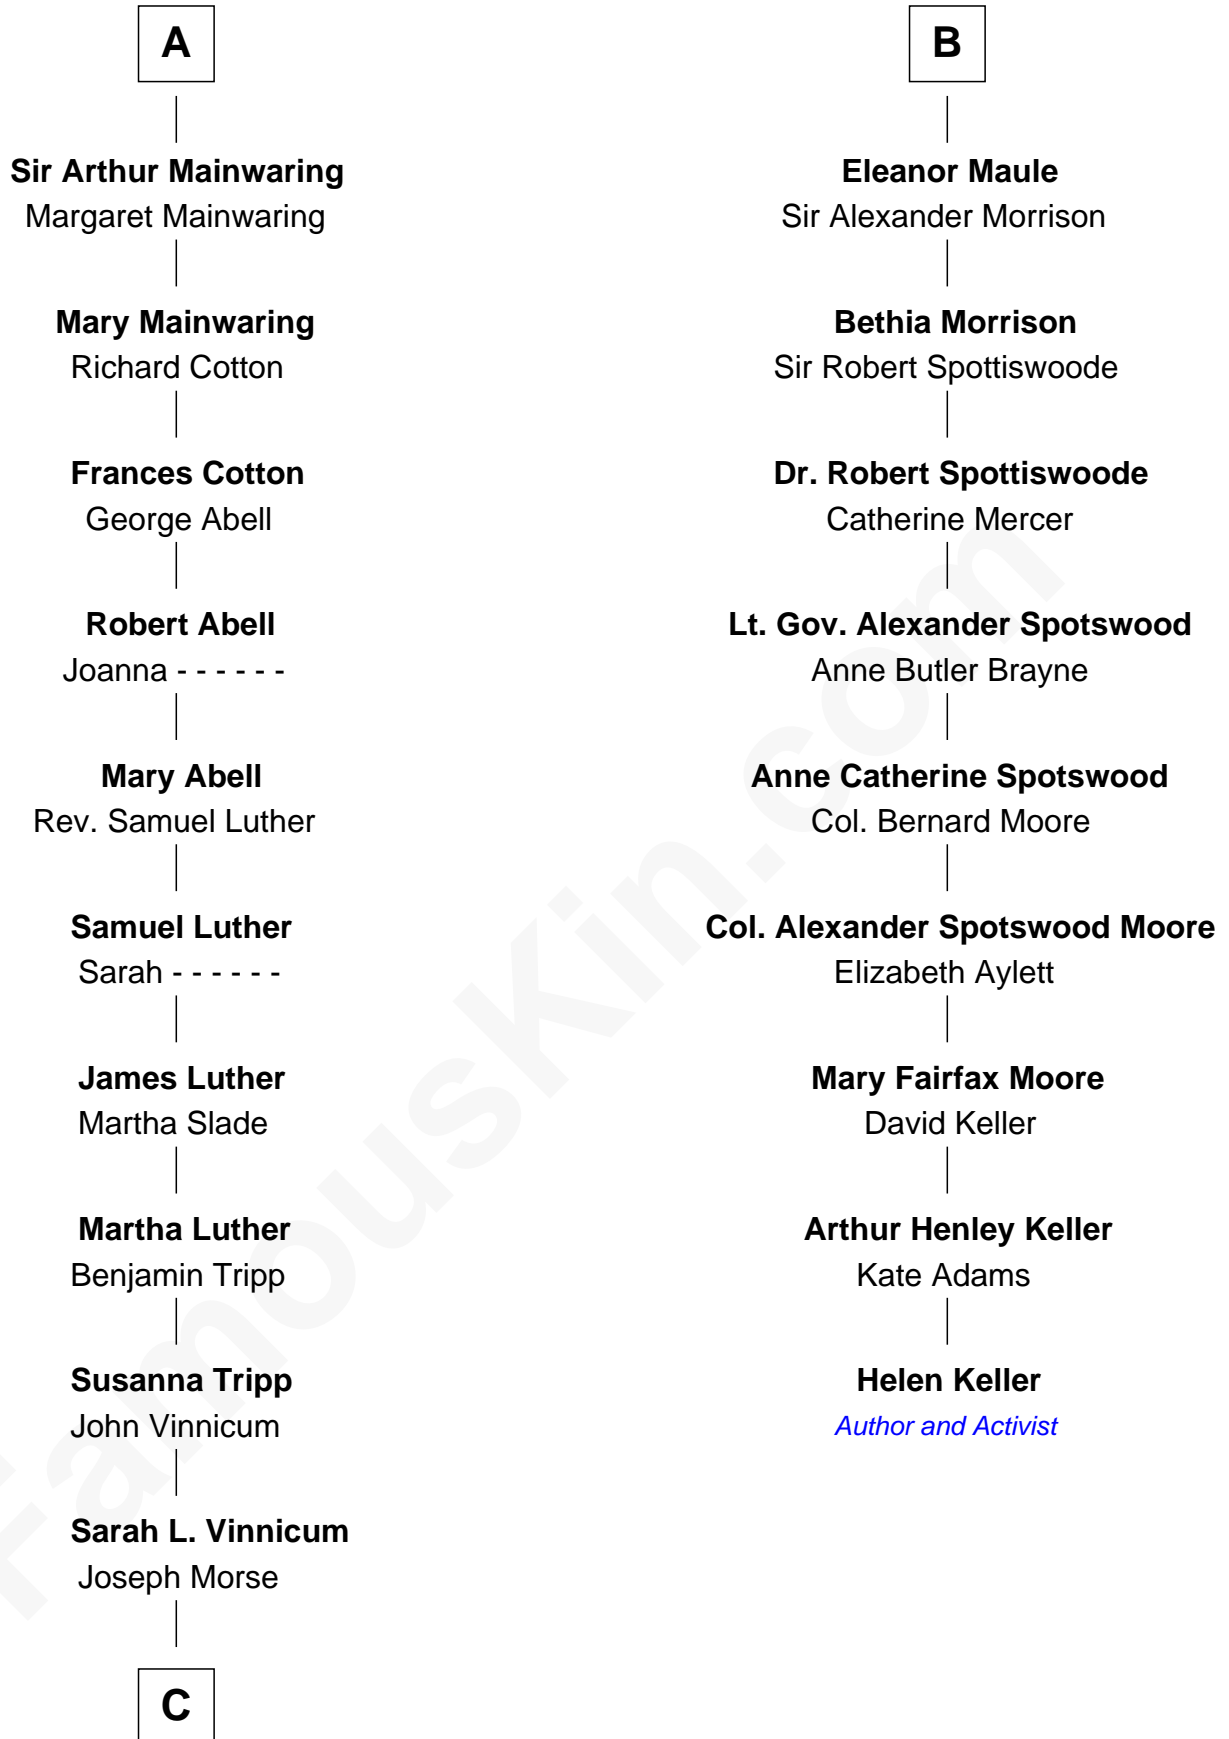 A
Sir Arthur Mainwaring
Margaret Mainwaring
Mary Mainwaring
Richard Cotton
Frances Cotton
George Abell
Robert Abell
Joanna - - - - - -
Mary Abell
Rev. Samuel Luther
Samuel Luther
Sarah - - - - - -
James Luther
Martha Slade
Martha Luther
Benjamin Tripp
Susanna Tripp
John Vinnicum
Sarah L. Vinnicum
Joseph Morse
C
B
Eleanor Maule
Sir Alexander Morrison
Bethia Morrison
Sir Robert Spottiswoode
Dr. Robert Spottiswoode
Catherine Mercer
Lt. Gov. Alexander Spotswood
Anne Butler Brayne
Anne Catherine Spotswood
Col. Bernard Moore
Col. Alexander Spotswood Moore
Elizabeth Aylett
Mary Fairfax Moore
David Keller
Arthur Henley Keller
Kate Adams
Helen Keller
Author and Activist
FamousKin.com